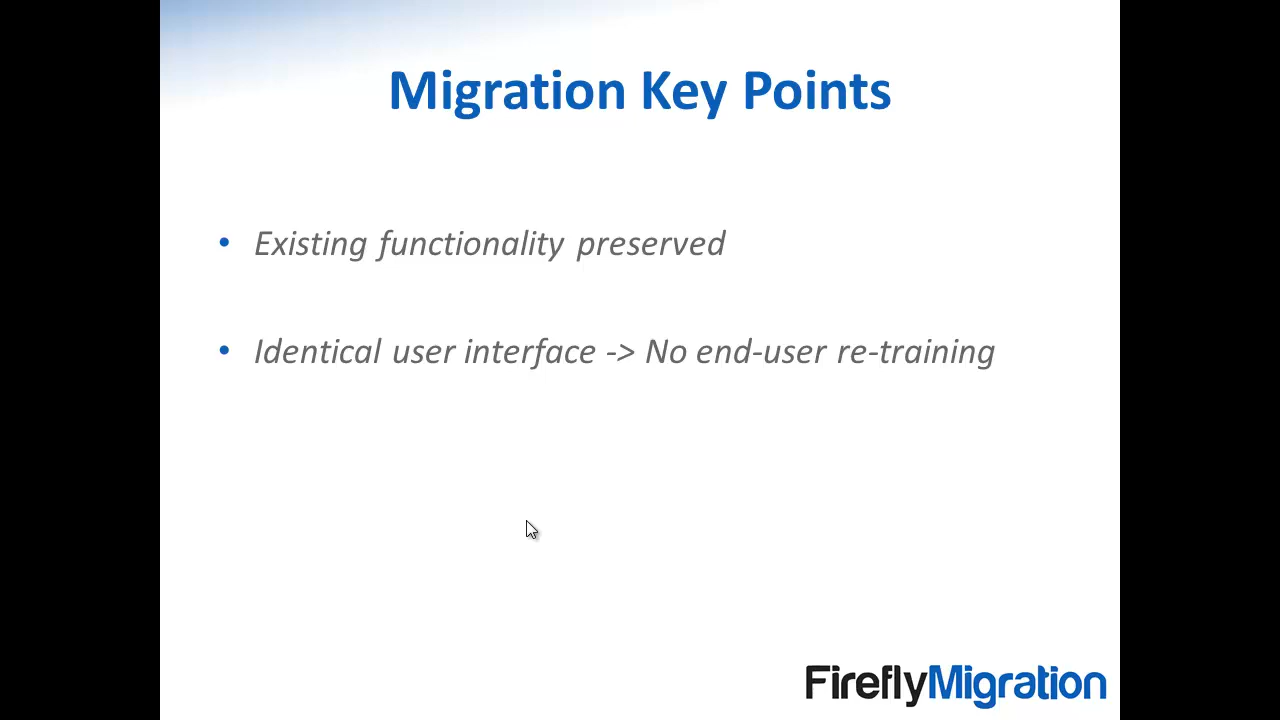 Migration Key Points
• Existing functionality preserved
• Identical user interface -> No end-user re-training
FireflyMigration